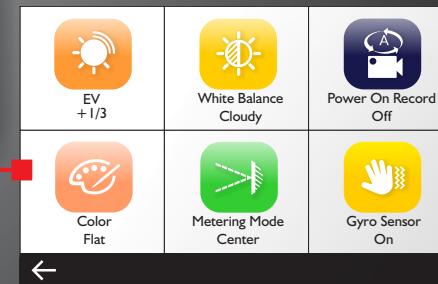 EV
+1/3
White Balance
Cloudy
A
Power On Record
Off
Color
Flat
Metering Mode
Center
Gyro Sensor
On